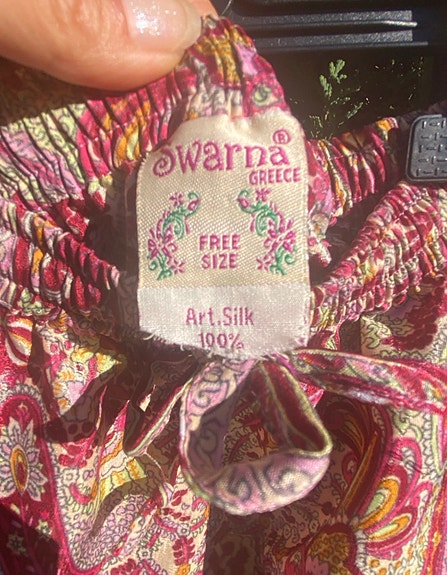 Swarna®
GREECE
FREE
SIZE
Art.Silk
100%